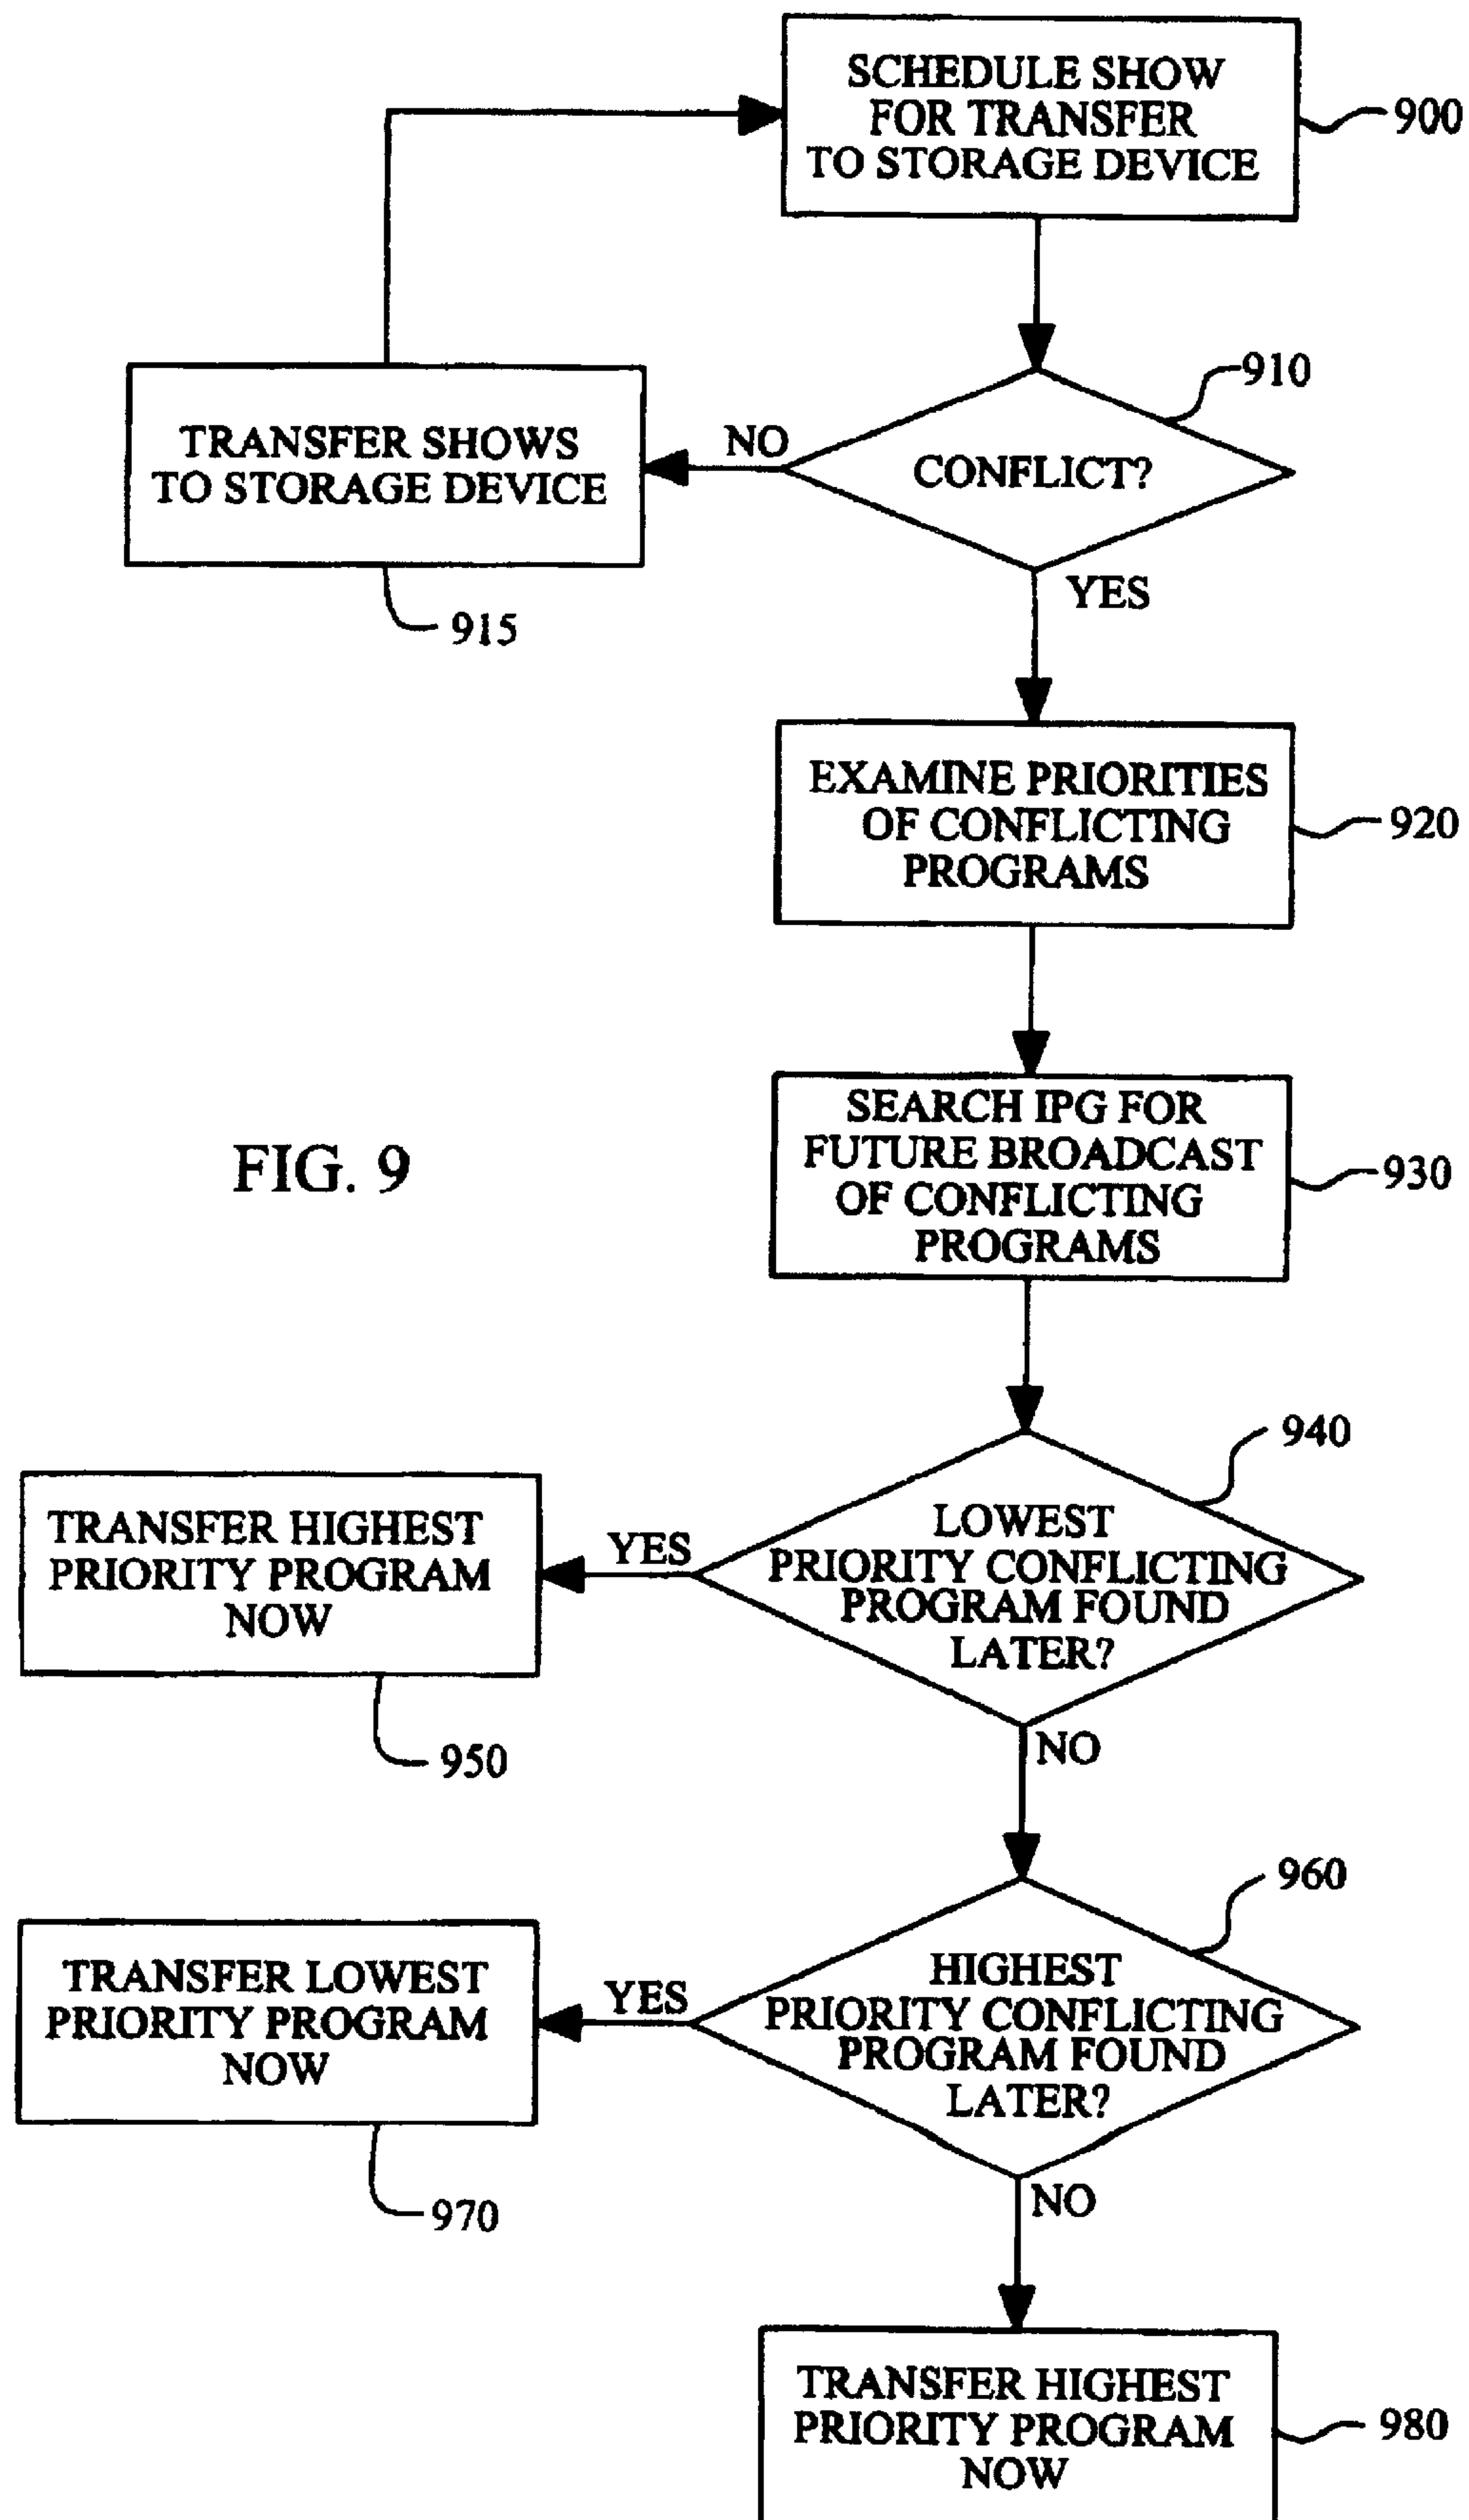 SCHEDULE SHOW
FOR TRANSFER
TO STORAGE DEVICE
900
910
CONFLICT?
NO
TRANSFER SHOWS
TO STORAGE DEVICE
915
YES
EXAMINE PRIORITIES
OF CONFLICTING
PROGRAMS
920
SEARCH IPG FOR
FUTURE BROADCAST
OF CONFLICTING
PROGRAMS
930
FIG. 9
940
LOWEST
PRIORITY CONFLICTING
PROGRAM FOUND
LATER?
YES
TRANSFER HIGHEST
PRIORITY PROGRAM
NOW
950
NO
960
HIGHEST
PRIORITY CONFLICTING
PROGRAM FOUND
LATER?
YES
TRANSFER LOWEST
PRIORITY PROGRAM
NOW
970
NO
TRANSFER HIGHEST
PRIORITY PROGRAM
NOW
980